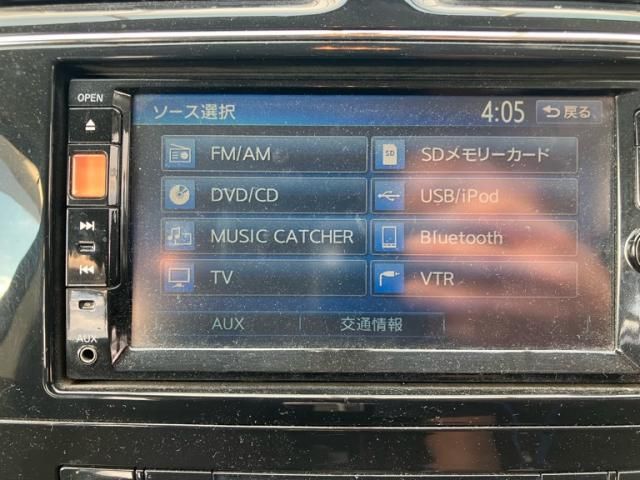 OPEN
ソース選択 4:05 戻る
FM/AM SD SDメモリーカード
DVD/CD USB/iPod
MUSIC CATCHER Bluetooth
TV VTR
AUX 交通情報
AUX